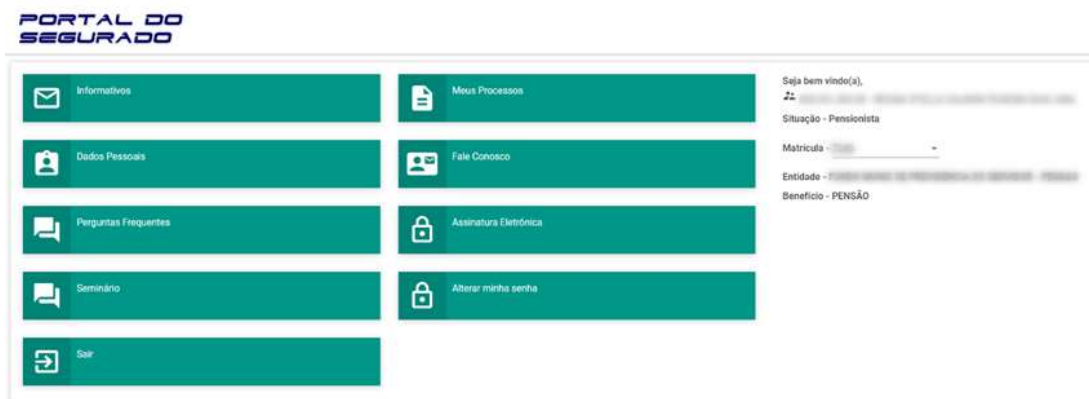 PORTAL DO
SEGURADO
Informativos
Meus Processos
Dados Pessoais
Fale Conosco
Perguntas Frequentes
Assinatura Eletrônica
Seminário
Alterar minha senha
Sair
Seja bem vindo(a),
Situação - Pensionista
Matrícula -
Entidade -
Benefício - PENSÃO